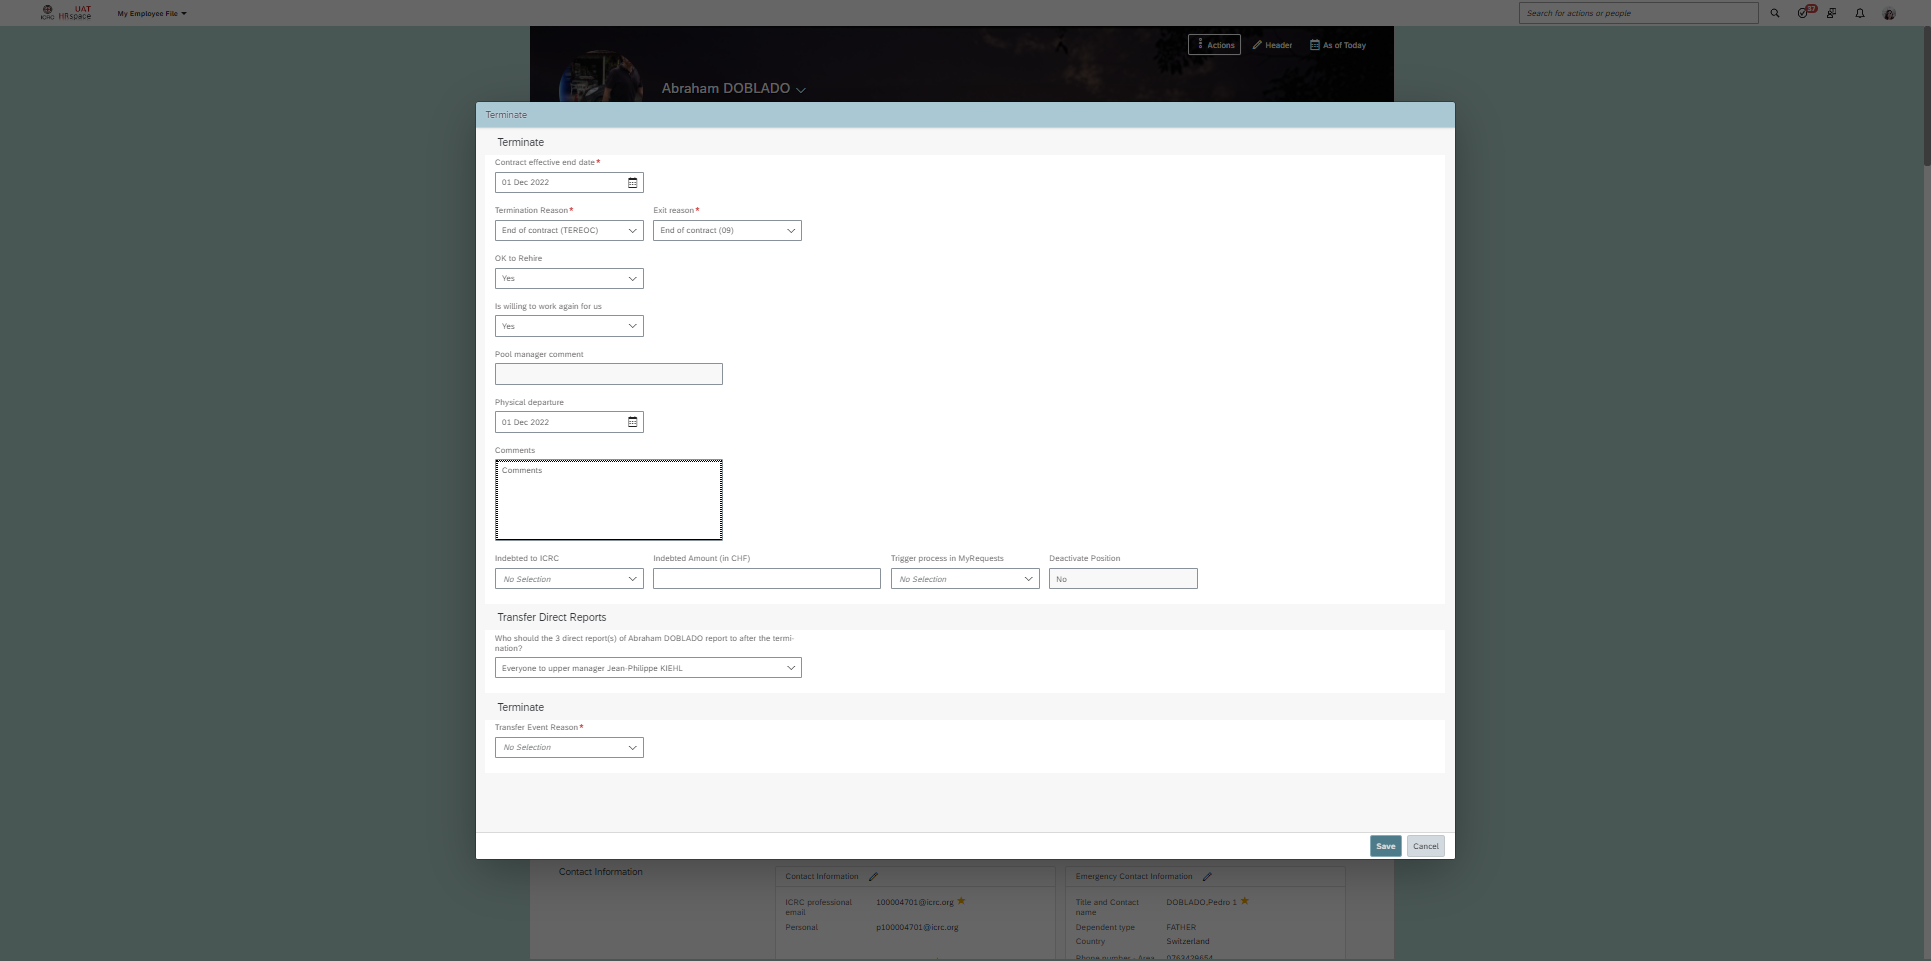 ICRC
UAT
HRspace
My Employee File
Search for actions or people
37
Actions
Header
As of Today
Abraham DOBLADO
Terminate
Terminate
Contract effective end date*
01 Dec 2022
Termination Reason* Exit reason*
End of contract (TEREOC) End of contract (09)
OK to Rehire
Yes
Is willing to work again for us
Yes
Pool manager comment
Physical departure
01 Dec 2022
Comments
Comments
Indebted to ICRC Indebted Amount (in CHF) Trigger process in MyRequests Deactivate Position
No Selection No Selection No
Transfer Direct Reports
Who should the 3 direct report(s) of Abraham DOBLADO report to after the termi-
nation?
Everyone to upper manager Jean-Philippe KIEHL
Terminate
Transfer Event Reason*
No Selection
Save Cancel
Contact Information
Contact Information
ICRC professional 100004701@icrc.org
email
Personal p100004701@icrc.org
Emergency Contact Information
Title and Contact DOBLADO,Pedro 1
name
Dependent type FATHER
Country Switzerland
Phone number - Area 0763429654